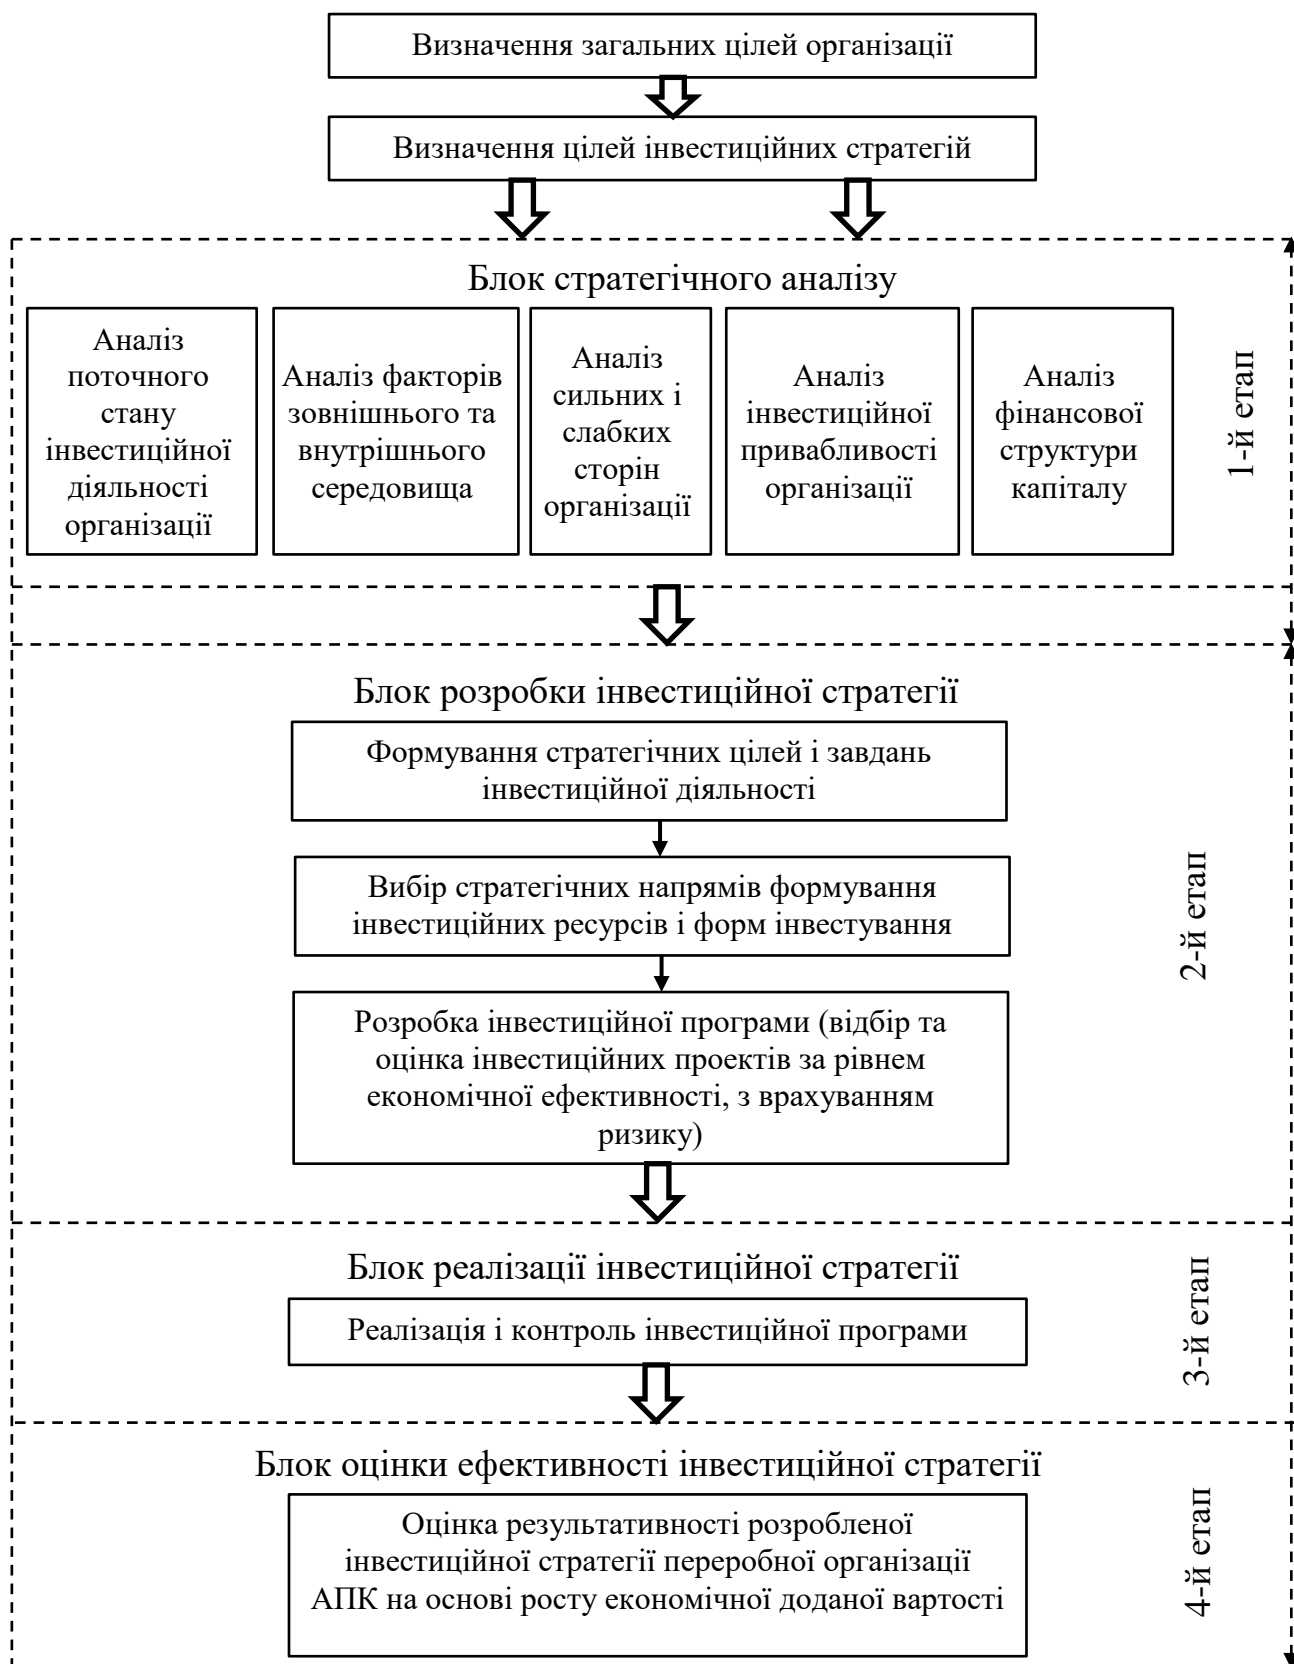 Визначення загальних цілей організації
Визначення цілей інвестиційних стратегій
Блок стратегічного аналізу
Аналіз
поточного
стану
інвестиційної
діяльності
організації
Аналіз факторів
зовнішнього та
внутрішнього
середовища
Аналіз
сильних і
слабких
сторін
організації
Аналіз
інвестиційної
привабливості
організації
Аналіз
фінансової
структури
капіталу
1-й етап
Блок розробки інвестиційної стратегії
Формування стратегічних цілей і завдань
інвестиційної діяльності
Вибір стратегічних напрямів формування
інвестиційних ресурсів і форм інвестування
Розробка інвестиційної програми (відбір та
оцінка інвестиційних проектів за рівнем
економічної ефективності, з врахуванням
ризику)
2-й етап
Блок реалізації інвестиційної стратегії
Реалізація і контроль інвестиційної програми
3-й етап
Блок оцінки ефективності інвестиційної стратегії
Оцінка результативності розробленої
інвестиційної стратегії переробної організації
АПК на основі росту економічної доданої вартості
4-й етап